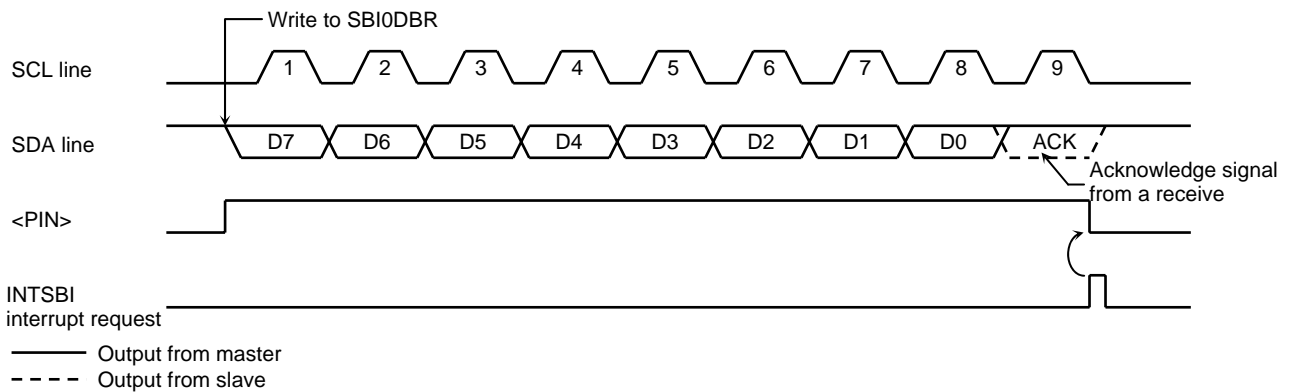 Write to SBI0DBR
SCL line
1 2 3 4 5 6 7 8 9
SDA line
D7 D6 D5 D4 D3 D2 D1 D0 ACK
Acknowledge signal
from a receive
<PIN>
INTSBI
interrupt request
Output from master
Output from slave